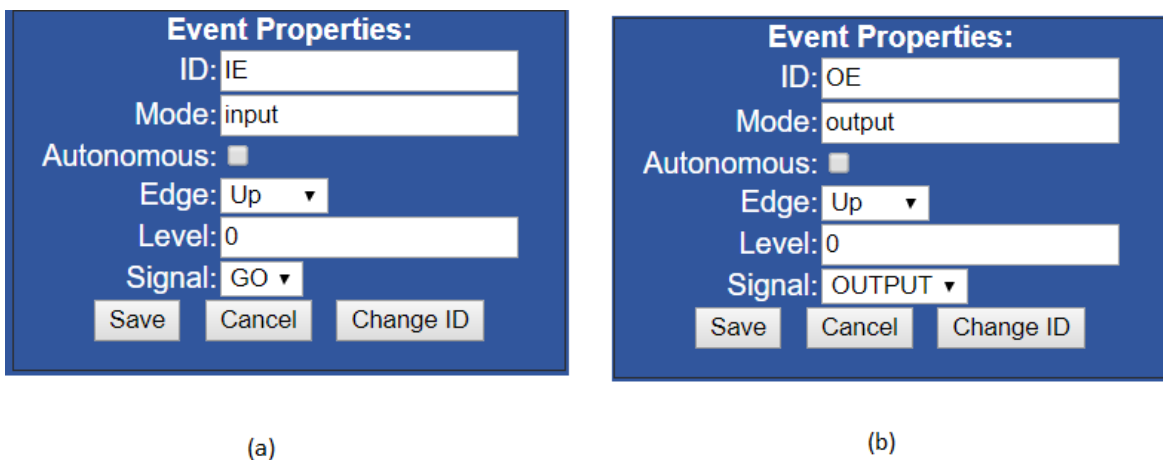 Event Properties:
ID: IE
Mode: input
Autonomous:
Edge: Up
Level: 0
Signal: GO
Save Cancel Change ID
(a)
Event Properties:
ID: OE
Mode: output
Autonomous:
Edge: Up
Level: 0
Signal: OUTPUT
Save Cancel Change ID
(b)